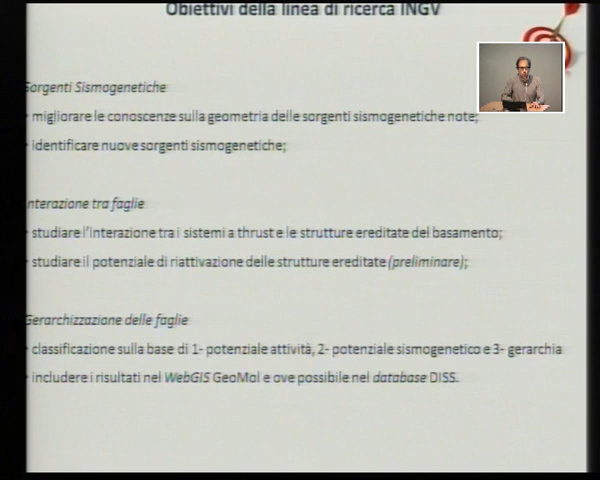 Obiettivi della linea di ricerca INGV
Sorgenti Sismogenetiche
migliorare le conoscenze sulla geometria delle sorgenti sismogenetiche note;
identificare nuove sorgenti sismogenetiche;
nterazione tra faglie
studiare l'interazione tra i sistemi a thrust e le strutture ereditate del basamento;
studiare il potenziale di riattivazione delle strutture ereditate (preliminare);
Gerarchizzazione delle faglie
classificazione sulla base di 1- potenziale attività, 2- potenziale sismogenetico e 3- gerarchia
includere i risultati nel WebGIS GeoMol e ove possibile nel database DISS.